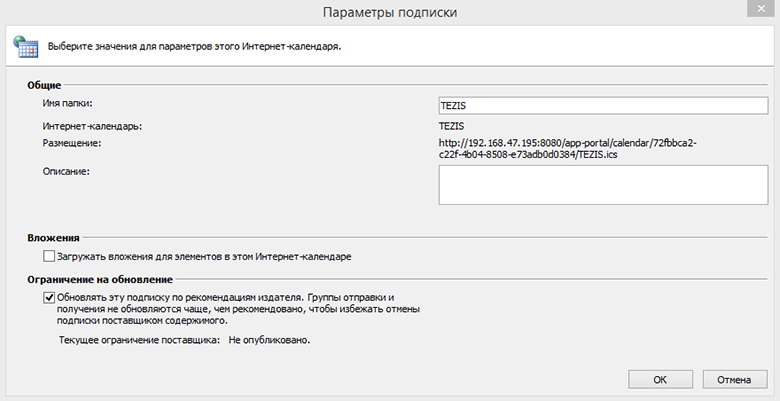 Параметры подписки
Выберите значения для параметров этого Интернет-календаря.
Общие
Имя папки:
TEZIS
Интернет-календарь:
TEZIS
Размещение:
http://192.168.47.195:8080/app-portal/calendar/72fbbca2-
c22f-4b04-8508-e73adb0d0384/TEZIS.ics
Описание:
Вложения
Загружать вложения для элементов в этом Интернет-календаре
Ограничение на обновление
Обновлять эту подписку по рекомендациям издателя. Группы отправки и
получения не обновляются чаще, чем рекомендовано, чтобы избежать отмены
подписки поставщиком содержимого.
Текущее ограничение поставщика: Не опубликовано.
OK
Отмена